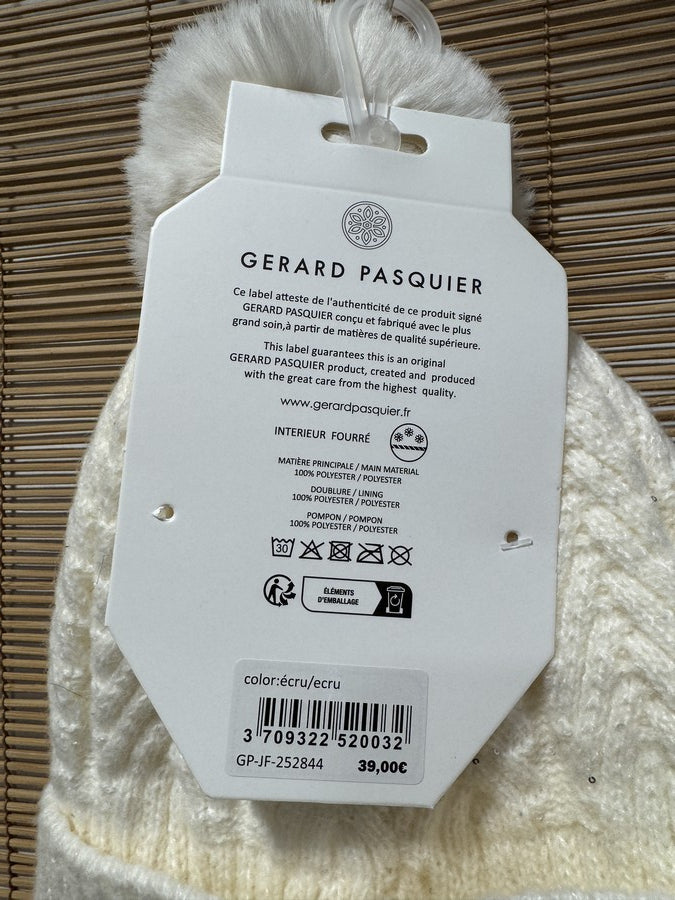 GERARD PASQUIER
Ce label atteste de l'authenticité de ce produit signé
GERARD PASQUIER conçu et fabriqué avec le plus
grand soin,à partir de matières de qualité supérieure.
This label guarantees this is an original
GERARD PASQUIER product, created and produced
with the great care from the highest quality.
www.gerardpasquier.fr
INTERIEUR FOURRÉ
MATIÈRE PRINCIPALE / MAIN MATERIAL
100% POLYESTER / POLYESTER
DOUBLURE / LINING
100% POLYESTER / POLYESTER
POMPON / POMPON
100% POLYESTER / POLYESTER
30
ÉLÉMENTS
D'EMBALLAGE
color:écru/ecru
3 709322 520032
GP-JF-252844 39,00€